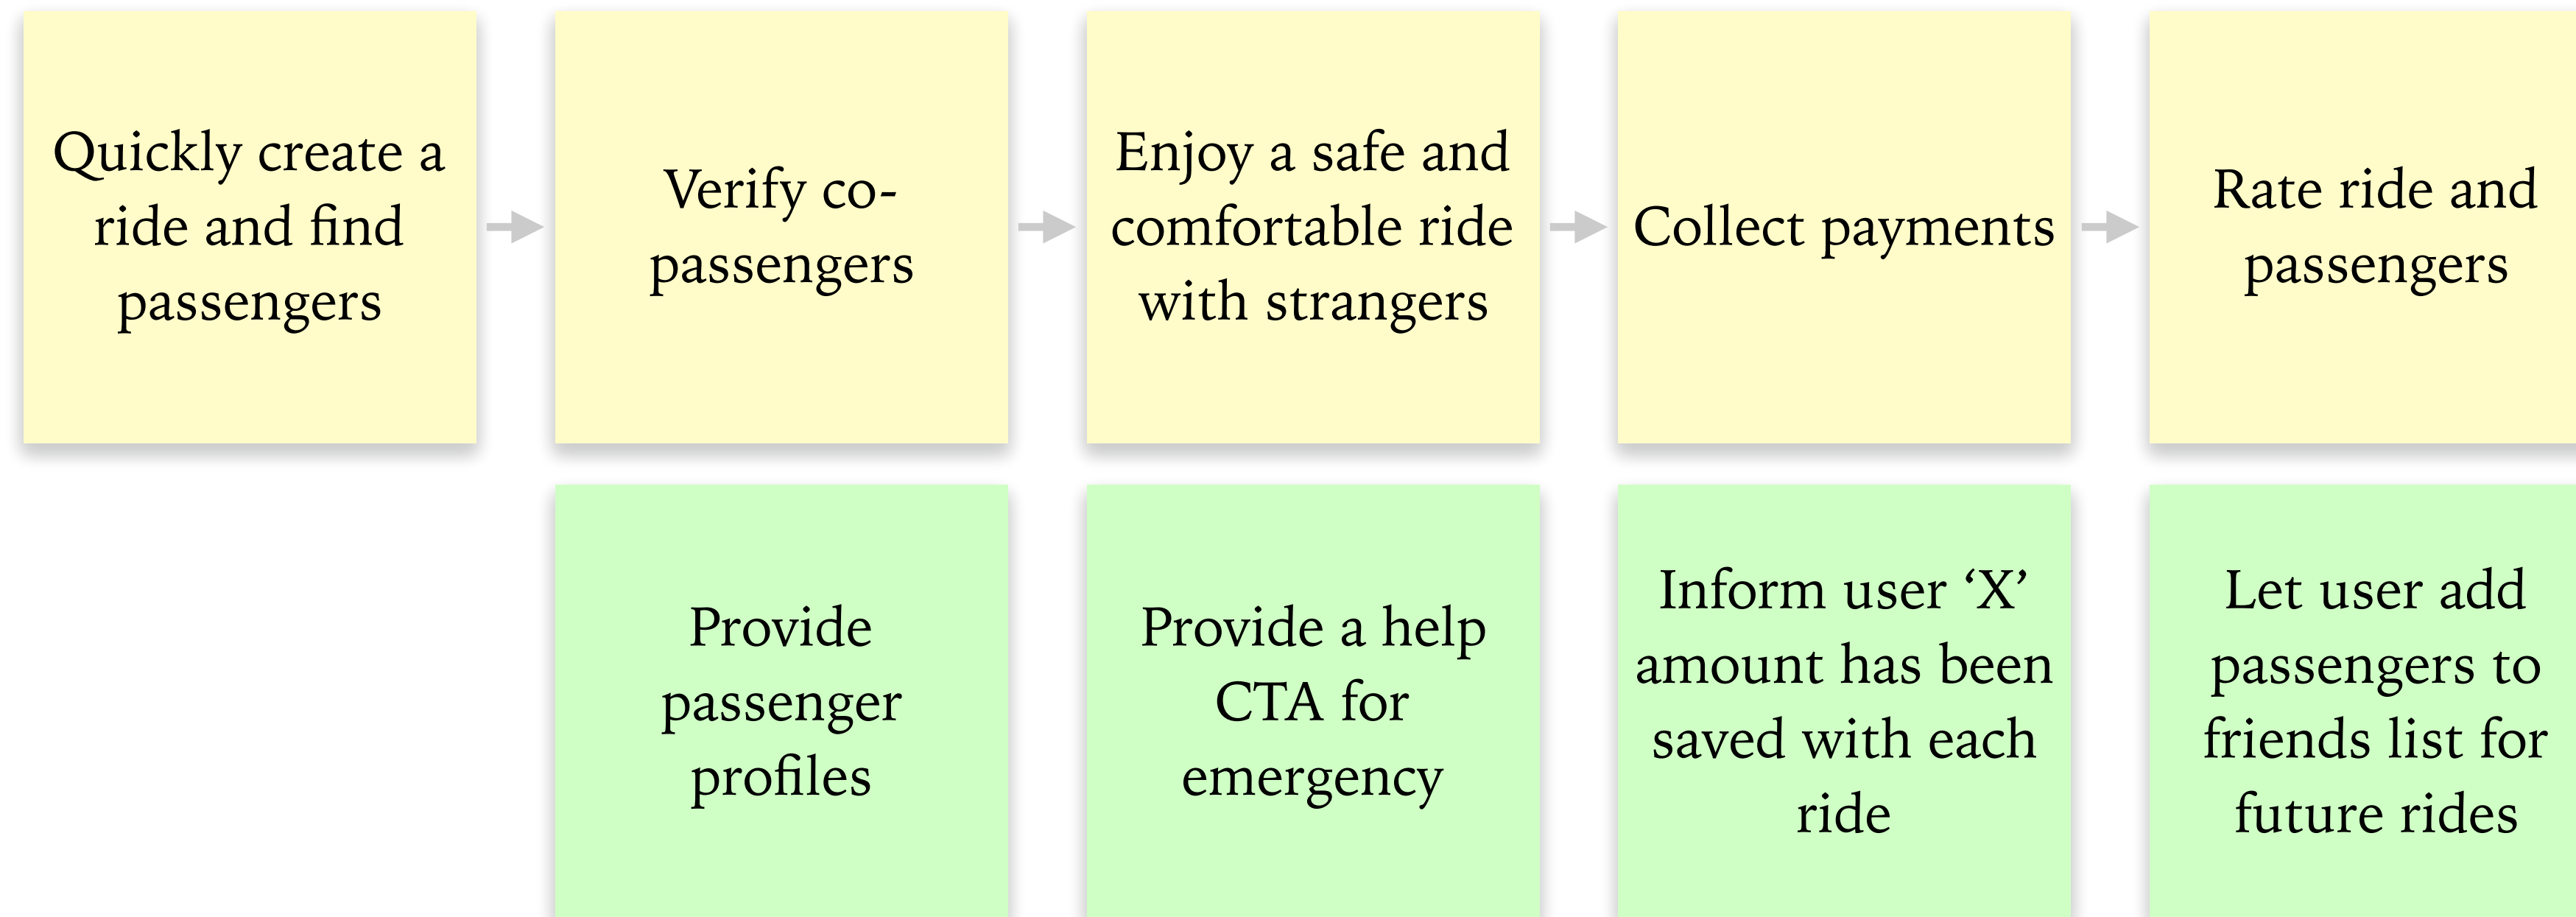 Quickly create a
ride and find
passengers
Verify co-
passengers
Enjoy a safe and
comfortable ride
with strangers
Collect payments
Rate ride and
passengers
Provide
passenger
profiles
Provide a help
CTA for
emergency
Inform user ‘X’
amount has been
saved with each
ride
Let user add
passengers to
friends list for
future rides